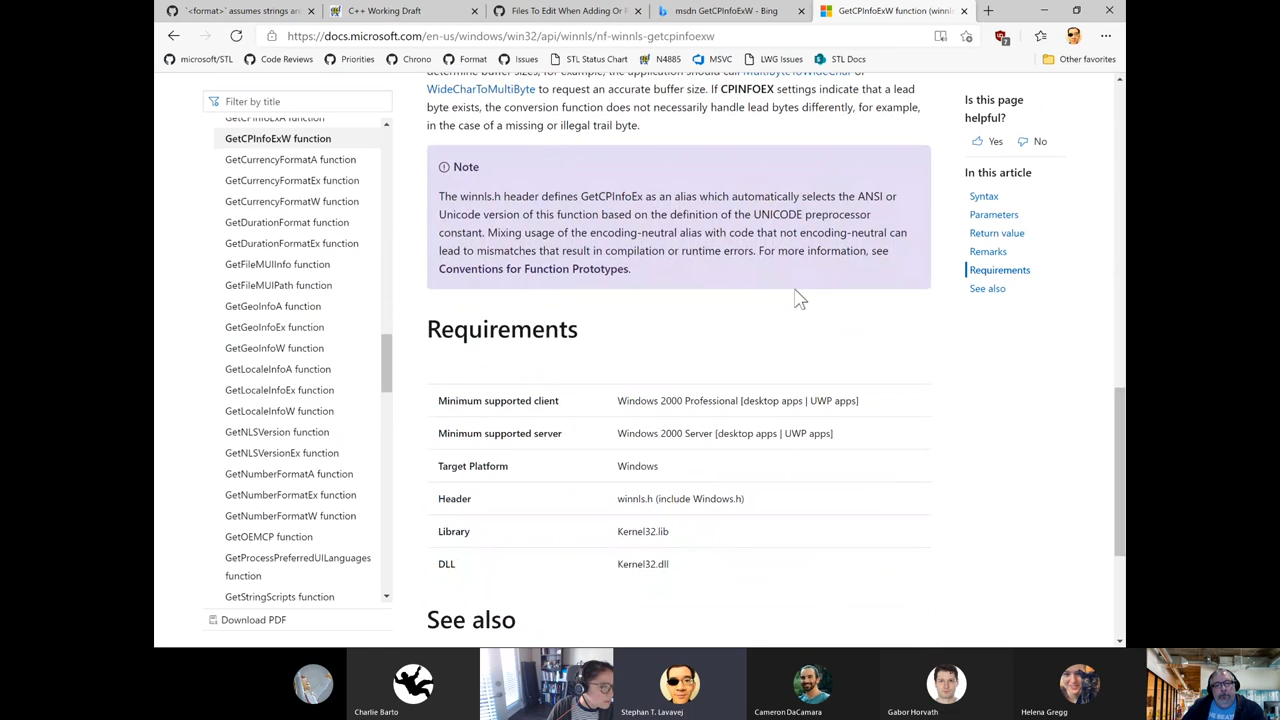 `<format>` assumes strings ar
C++ Working Draft
Files To Edit When Adding Or R
msdn GetCPInfoExW - Bing
GetCPInfoExW function (winnls
https://docs.microsoft.com/en-us/windows/win32/api/winnls/nf-winnls-getcpinfoexw
microsoft/STL
Code Reviews
Priorities
Chrono
Format
Issues
STL Status Chart
N4885
MSVC
LWG Issues
STL Docs
Other favorites
Filter by title
GetCPInfoExA function
GetCPInfoExW function
GetCurrencyFormatA function
GetCurrencyFormatEx function
GetCurrencyFormatW function
GetDurationFormat function
GetDurationFormatEx function
GetFileMUIInfo function
GetFileMUIPath function
GetGeoInfoA function
GetGeoInfoEx function
GetGeoInfoW function
GetLocaleInfoA function
GetLocaleInfoEx function
GetLocaleInfoW function
GetNLSVersion function
GetNLSVersionEx function
GetNumberFormatA function
GetNumberFormatEx function
GetNumberFormatW function
GetOEMCP function
GetProcessPreferredUILanguages
function
GetStringScripts function
Download PDF
determine buffer sizes, for example, the application should call MultiByteToWideChar or
WideCharToMultiByte to request an accurate buffer size. If CPINFOEX settings indicate that a lead
byte exists, the conversion function does not necessarily handle lead bytes differently, for example,
in the case of a missing or illegal trail byte.
Note
The winnls.h header defines GetCPInfoEx as an alias which automatically selects the ANSI or
Unicode version of this function based on the definition of the UNICODE preprocessor
constant. Mixing usage of the encoding-neutral alias with code that not encoding-neutral can
lead to mismatches that result in compilation or runtime errors. For more information, see
Conventions for Function Prototypes.
Requirements
Minimum supported client Windows 2000 Professional [desktop apps | UWP apps]
Minimum supported server Windows 2000 Server [desktop apps | UWP apps]
Target Platform Windows
Header winnls.h (include Windows.h)
Library Kernel32.lib
DLL Kernel32.dll
See also
Is this page
helpful?
Yes No
In this article
Syntax
Parameters
Return value
Remarks
Requirements
See also
Charlie Barto
Stephan T. Lavavej
Cameron DaCamara
Gabor Horvath
Helena Gregg